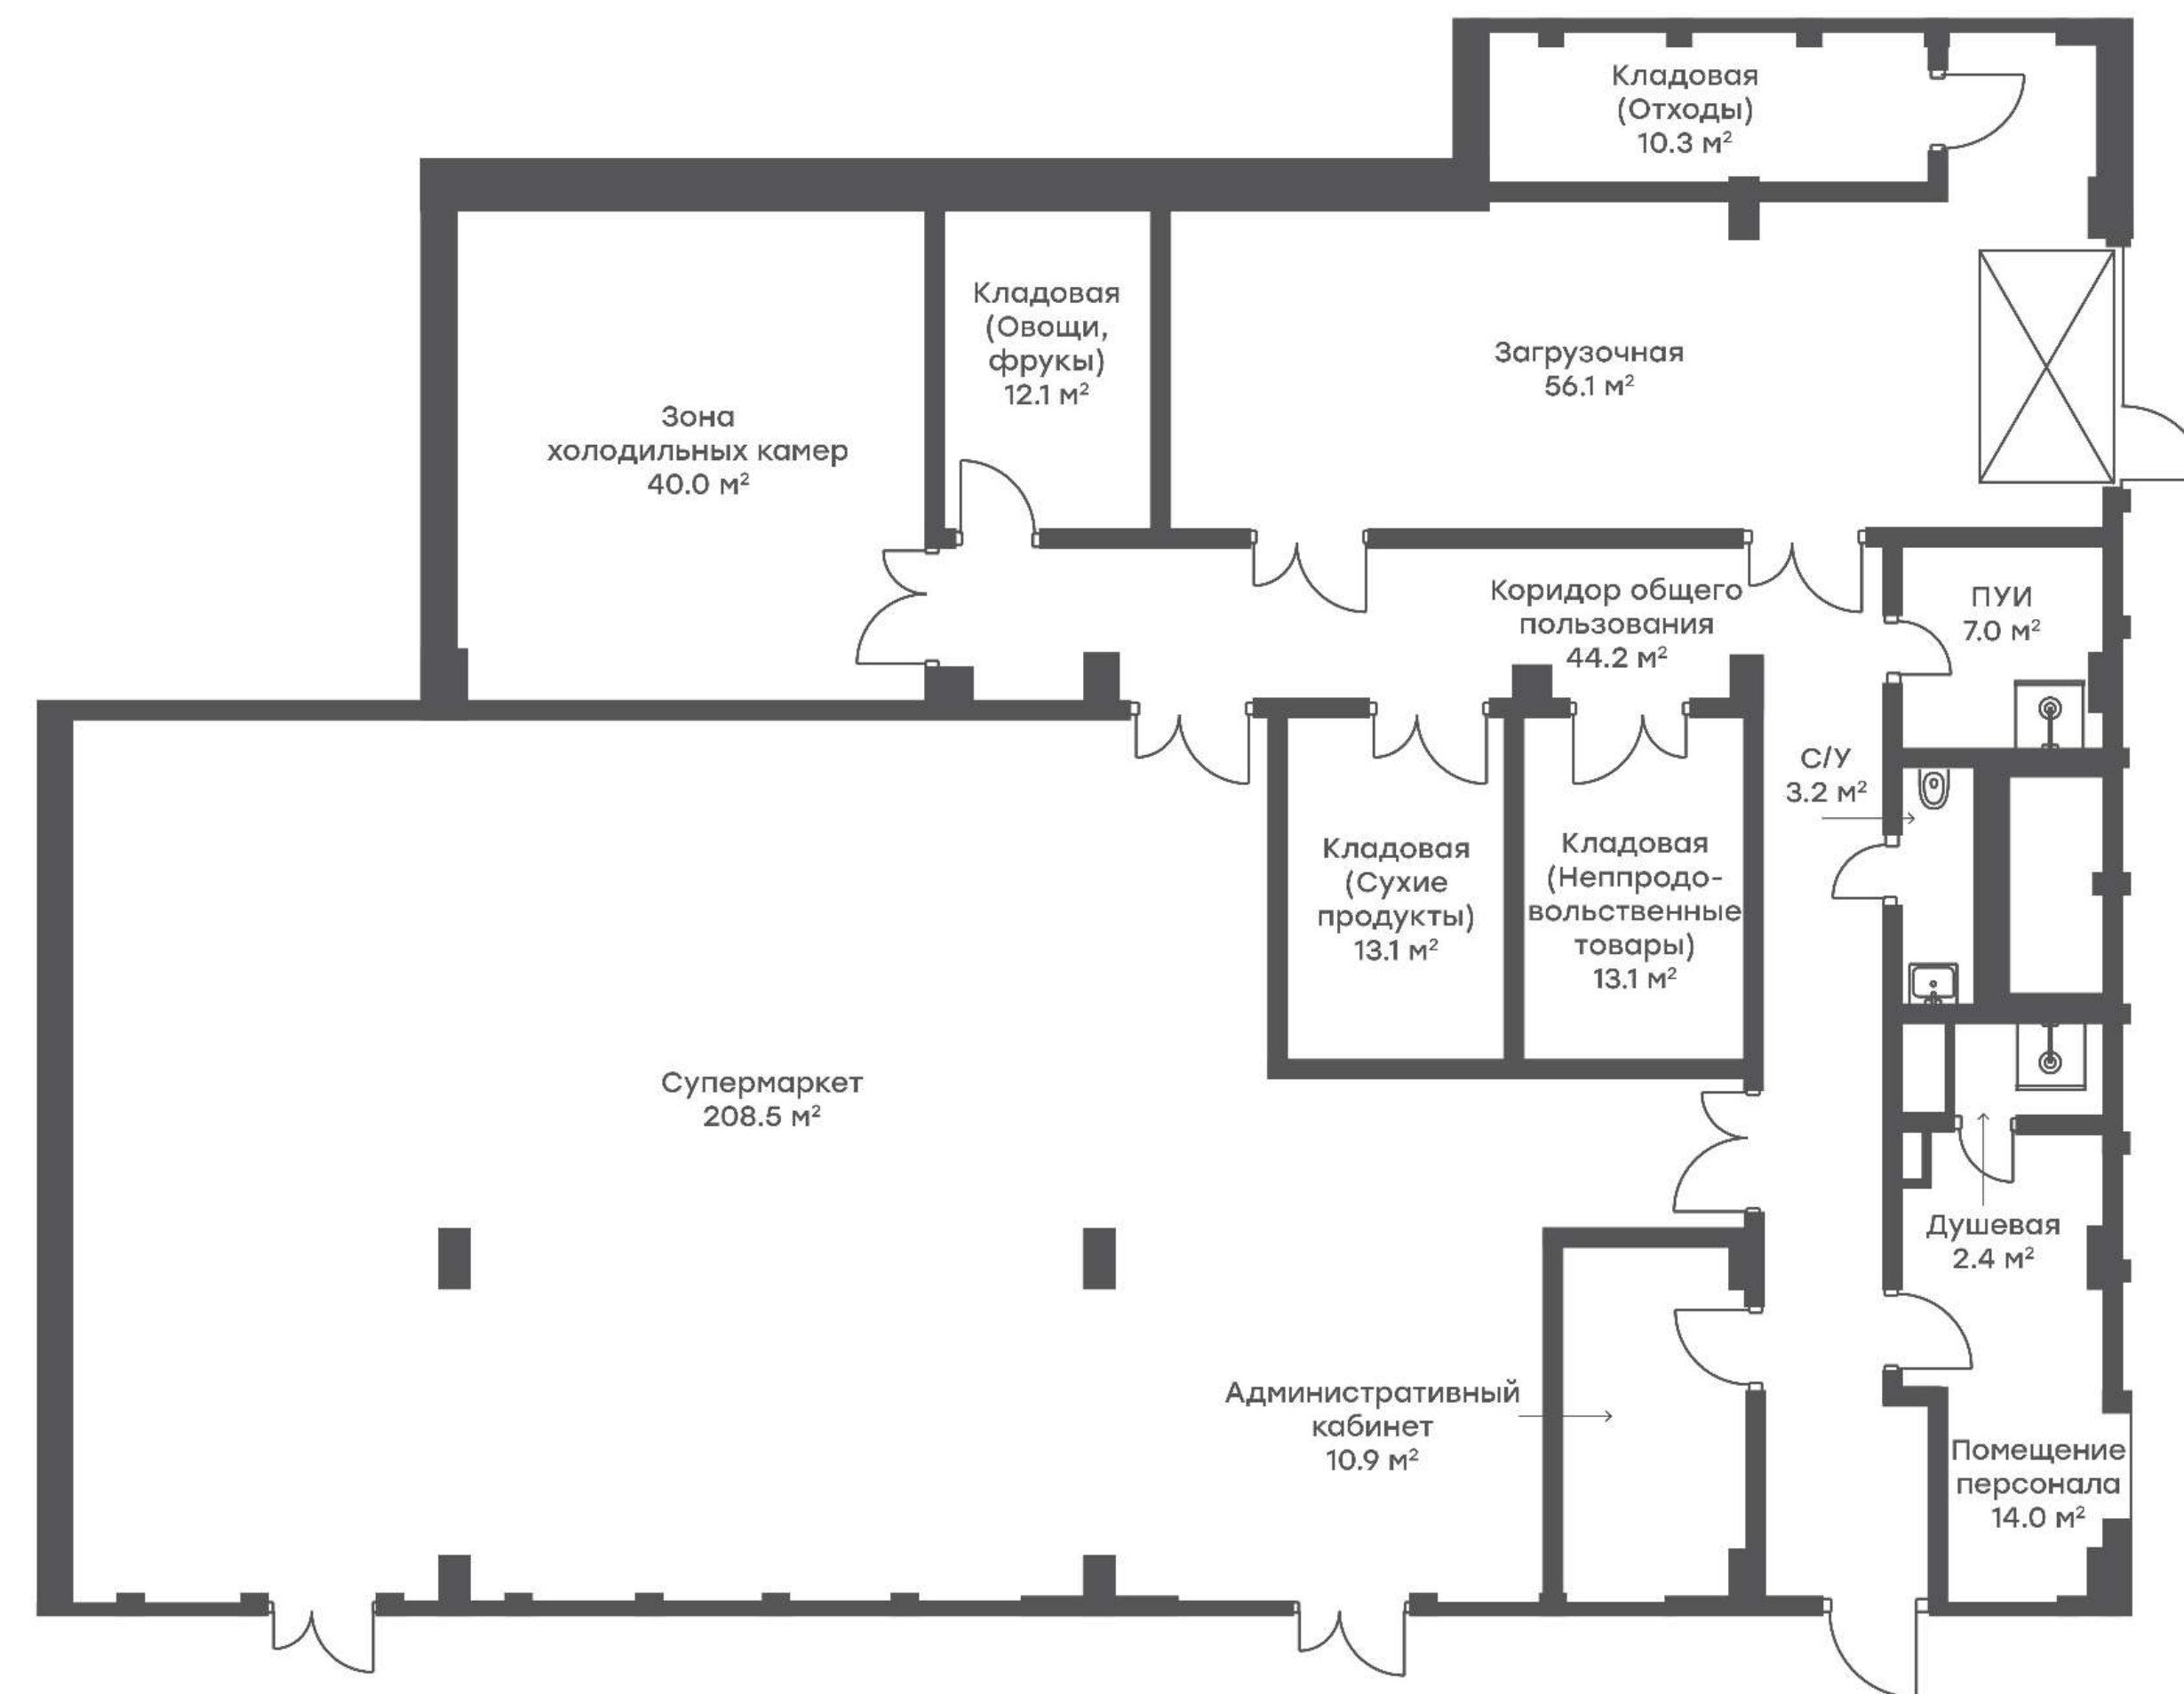 Кладовая
(Отходы)
10.3 м²
Кладовая
(Овощи,
фрукы)
12.1 м²
Загрузочная
56.1 м²
Зона
холодильных камер
40.0 м²
Коридор общего
пользования
44.2 м²
ПУИ
7.0 м²
С/У
3.2 м²
Кладовая
(Сухие
продукты)
13.1 м²
Кладовая
(Неппродо-
вольственные
товары)
13.1 м²
Супермаркет
208.5 м²
Душевая
2.4 м²
Административный
кабинет
10.9 м²
Помещение
персонала
14.0 м²